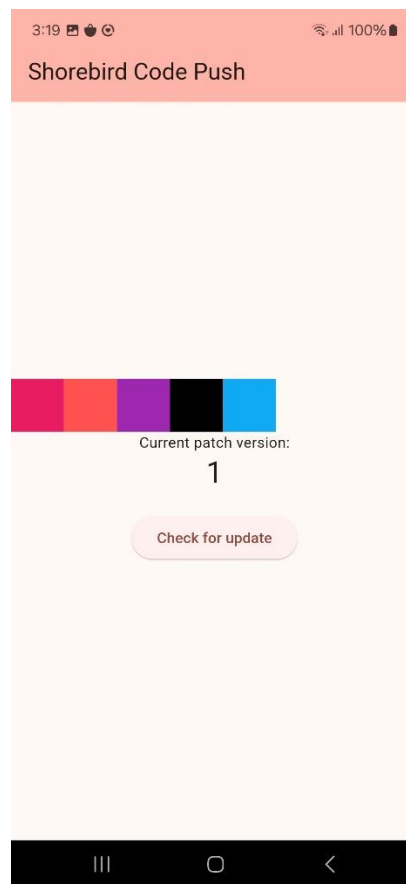 3:19 100%
Shorebird Code Push
Current patch version:
1
Check for update